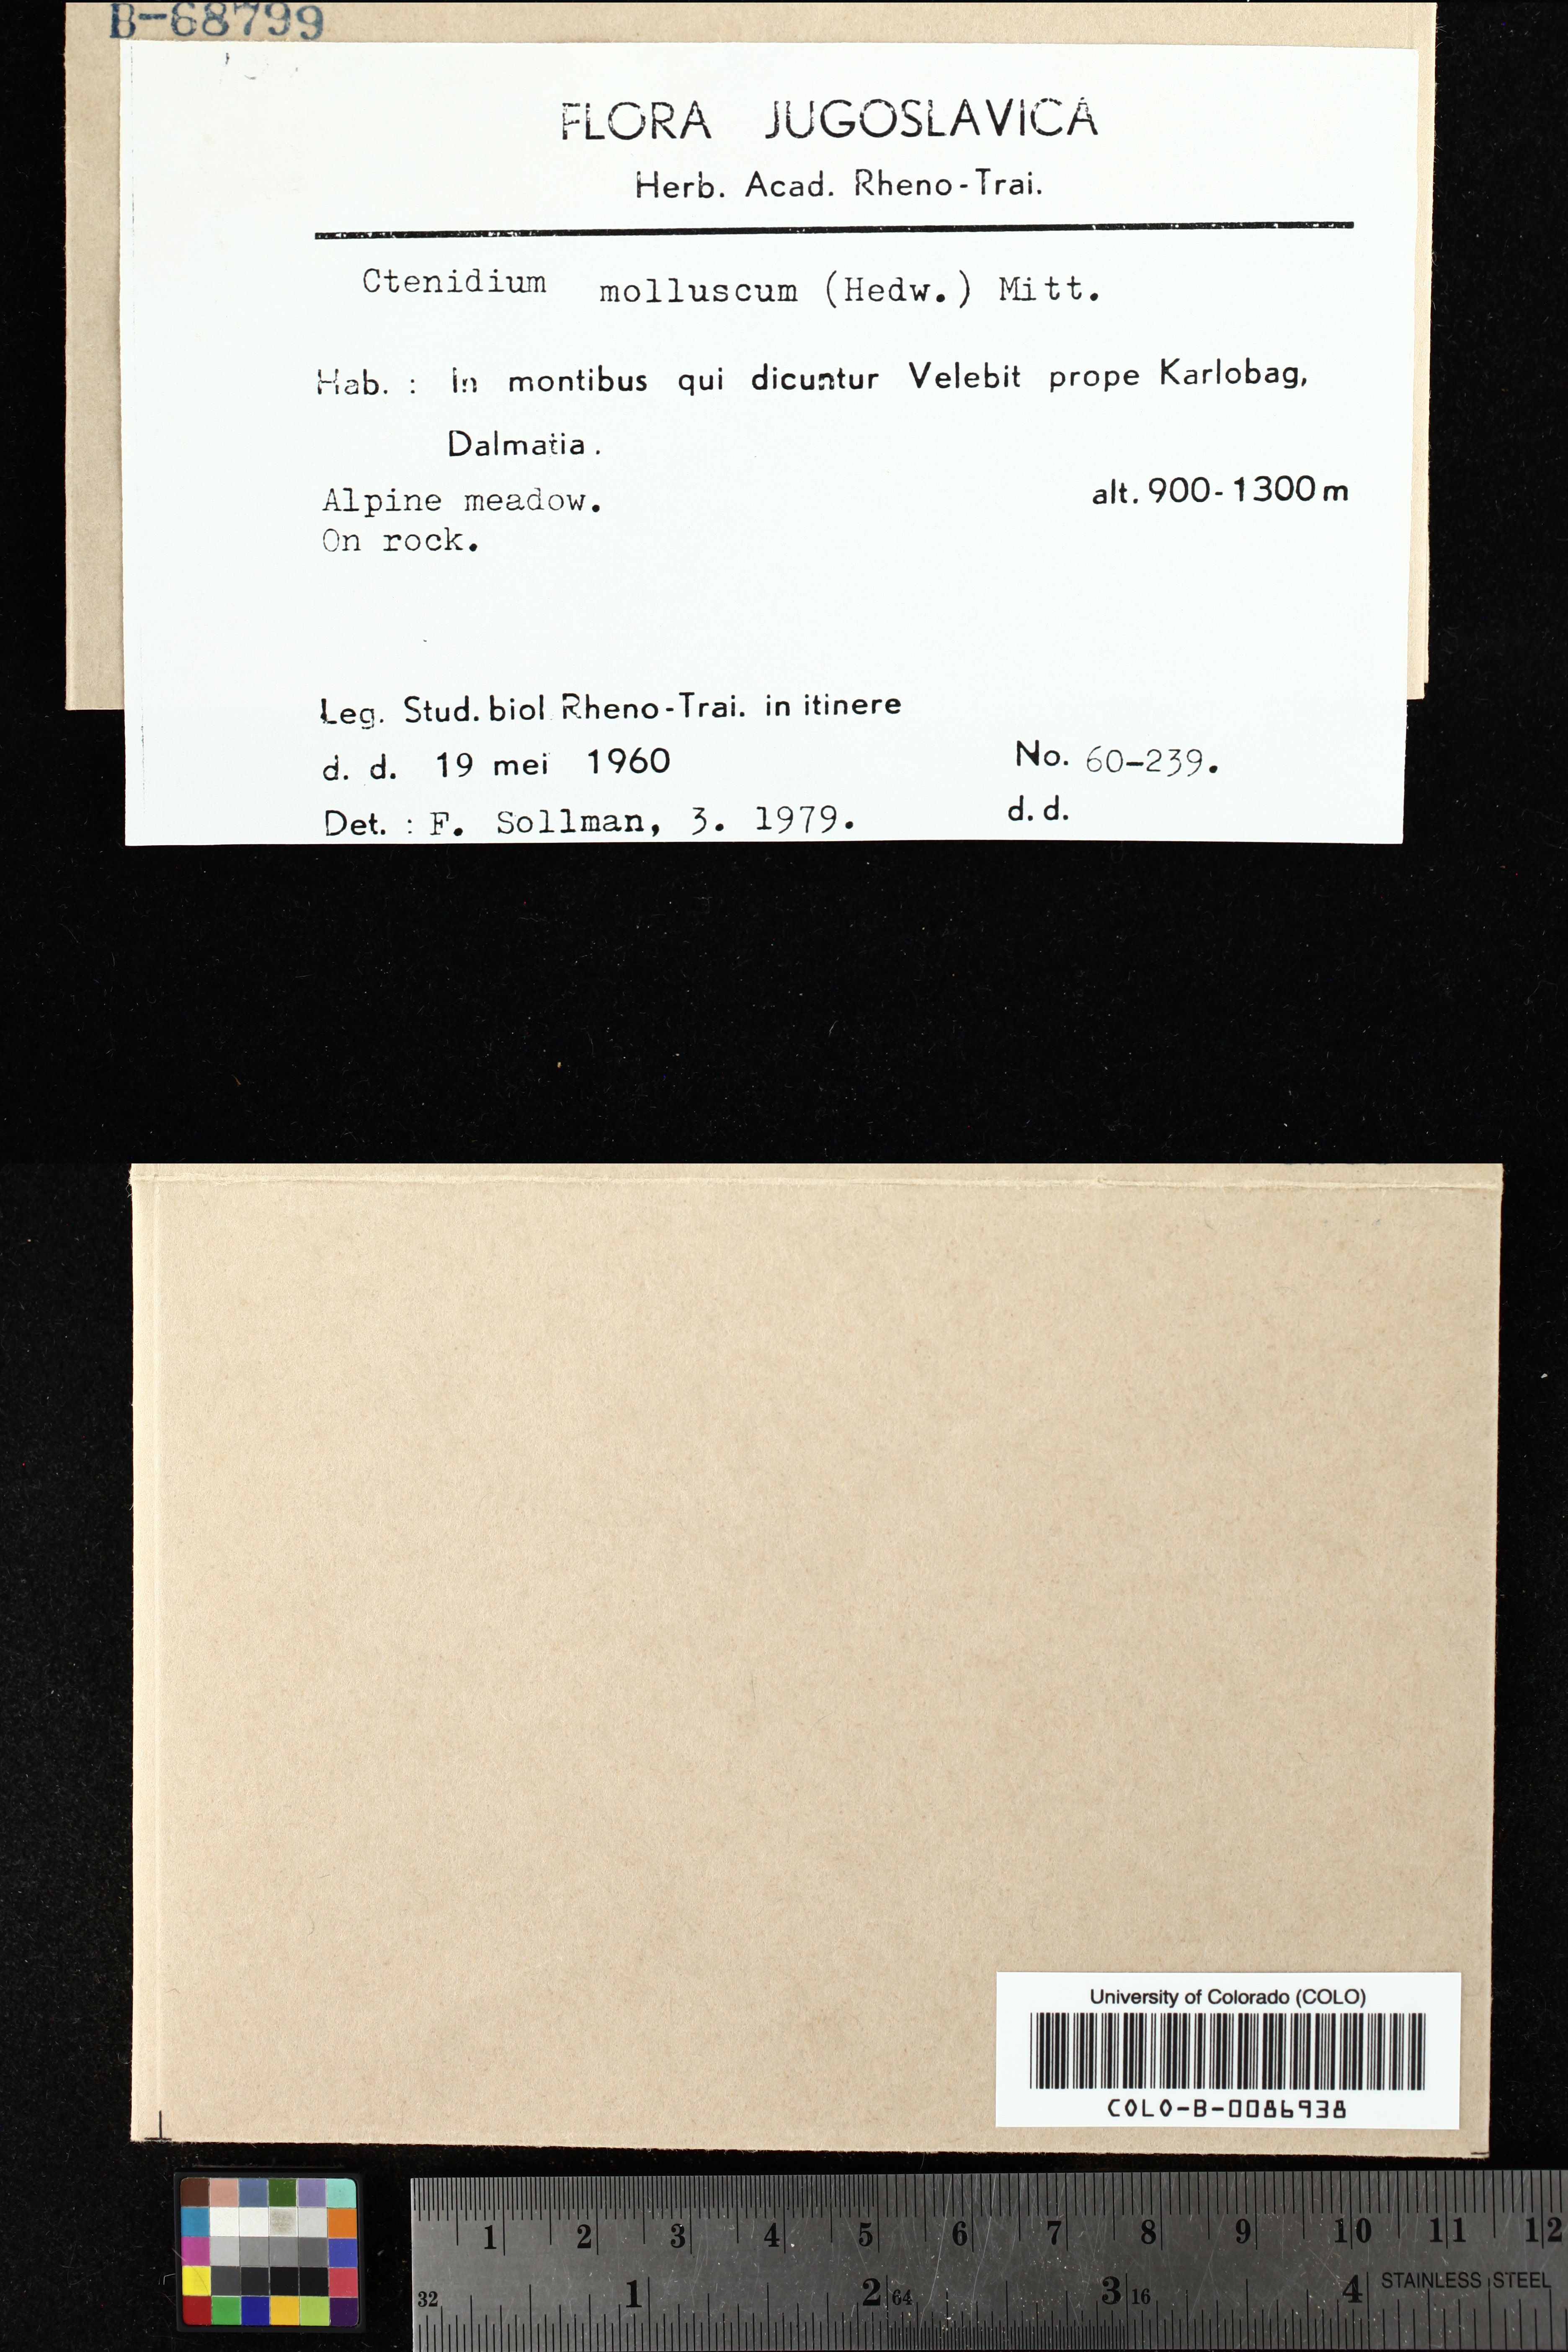 B-68799
FLORA JUGOSLAVICA
Herb. Acad. Rheno-Trai.
Ctenidium molluscum (Hedw.) Mitt.
Hab. : In montibus qui dicuntur Velebit prope Karlobag,
Dalmatia.
alt. 900-1300 m
Alpine meadow.
On rock.
Leg. Stud. biol. Rheno-Trai. in itinere
d. d. 19 mei 1960
No. 60-239.
Det. : F. Sollman, 3. 1979.
d. d.
University of Colorado (COLO)
COLO-B-0086938
1 2 3 4 5 6 7 8 9 10 11 12
STAINLESS STEEL
32 1 2 64 3 16 4